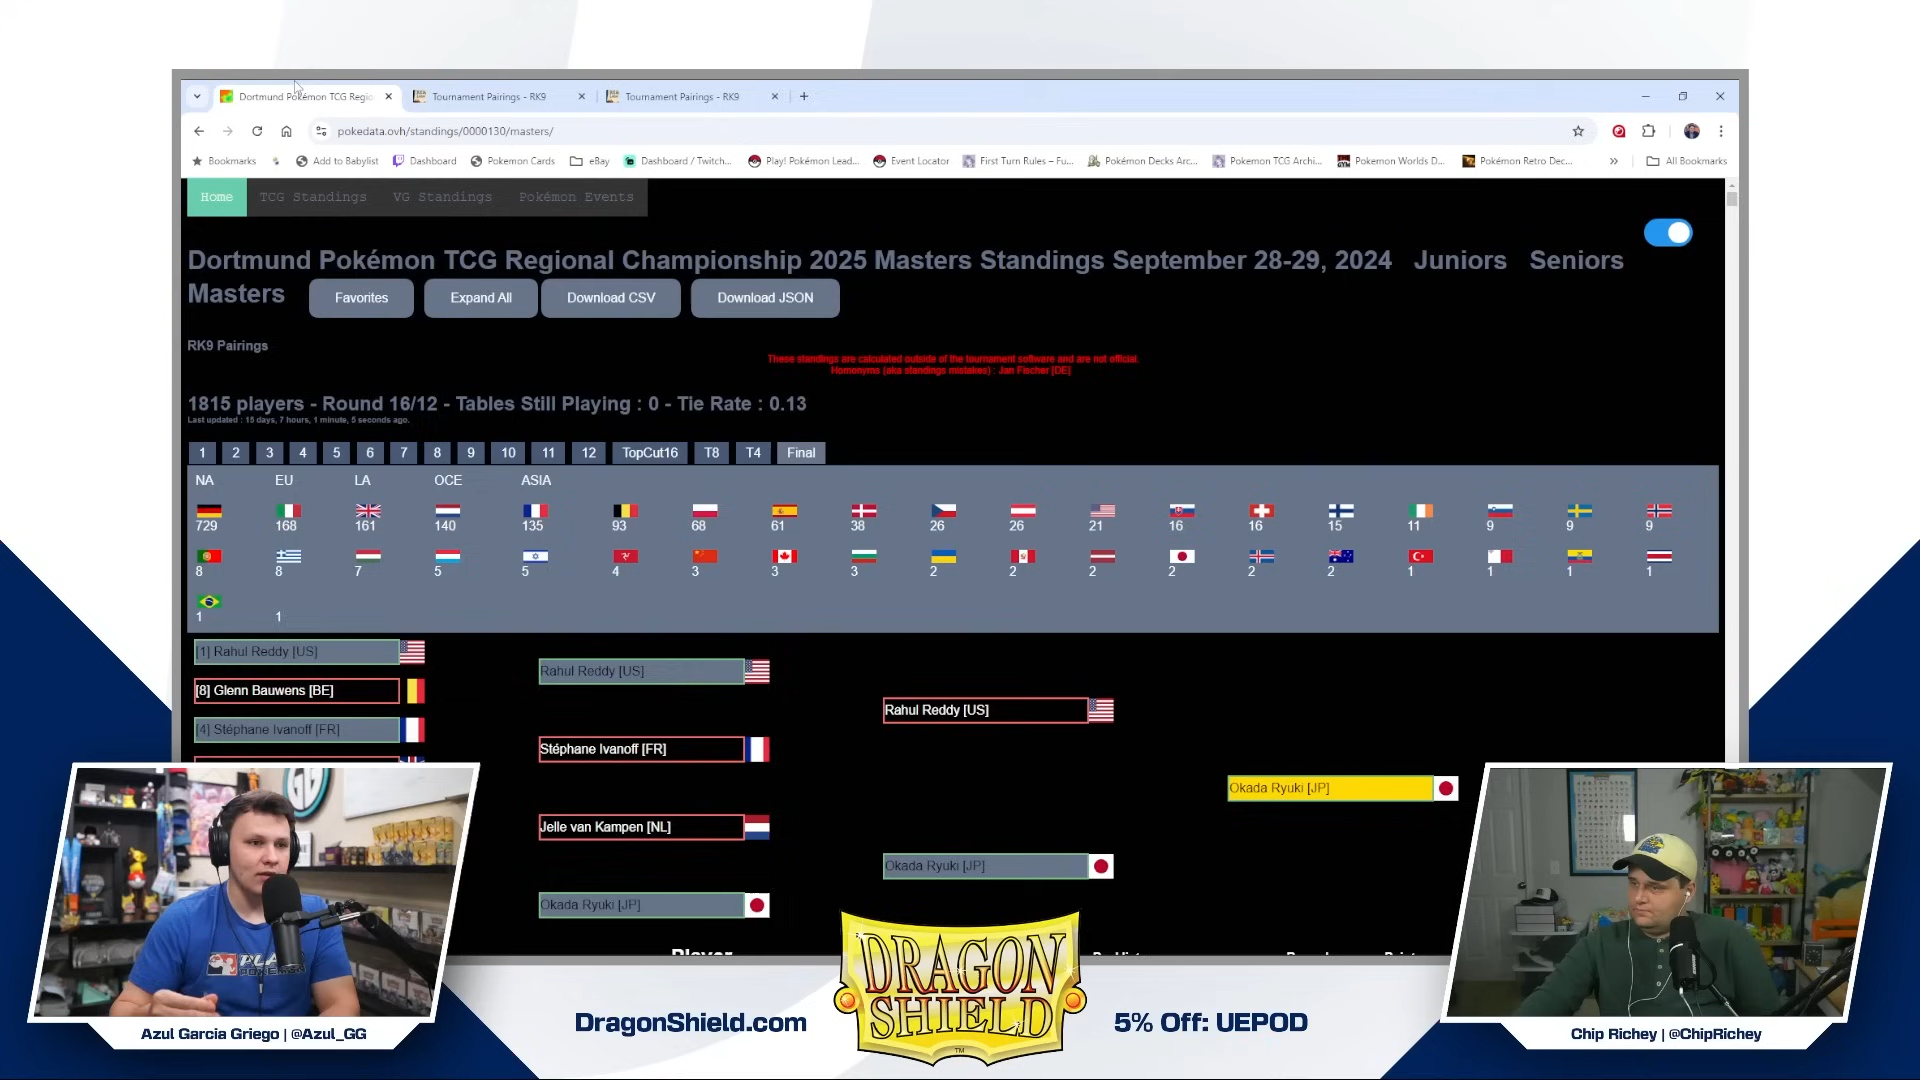 Dortmund Pokémon TCG Regio
Tournament Pairings - RK9
Tournament Pairings - RK9
pokedata.ovh/standings/0000130/masters/
Bookmarks
Add to Babylist
Dashboard
Pokemon Cards
eBay
Dashboard / Twitch...
Play! Pokémon Lead...
Event Locator
First Turn Rules – Fu...
Pokémon Decks Arc...
Pokemon TCG Archi...
Pokemon Worlds D...
Pokémon Retro Dec...
»
All Bookmarks
Home TCG Standings VG Standings Pokémon Events
Dortmund Pokémon TCG Regional Championship 2025 Masters Standings September 28-29, 2024 Juniors Seniors
Masters Favorites Expand All Download CSV Download JSON
RK9 Pairings
These standings are calculated outside of the tournament software and are not official.
Homonyms (aka standings mistakes) : Jan Fischer [DE]
1815 players - Round 16/12 - Tables Still Playing : 0 - Tie Rate : 0.13
Last updated : 15 days, 7 hours, 1 minute, 5 seconds ago.
1 2 3 4 5 6 7 8 9 10 11 12 TopCut16 T8 T4 Final
NA EU LA OCE ASIA
729 168 161 140 135 93 68 61 38 26 26 21 16 16 15 11 9 9 9
8 8 7 5 5 4 3 3 3 2 2 2 2 2 2 1 1 1 1
1 1
[1] Rahul Reddy [US]
[8] Glenn Bauwens [BE]
[4] Stéphane Ivanoff [FR]
Rahul Reddy [US]
Stéphane Ivanoff [FR]
Jelle van Kampen [NL]
Okada Ryuki [JP]
Rahul Reddy [US]
Okada Ryuki [JP]
Okada Ryuki [JP]
Player
PLAY
POKEMON
GG
Azul Garcia Griego | @Azul_GG
DragonShield.com
DRAGON
SHIELD
TM
5% Off: UEPOD
Chip Richey | @ChipRichey